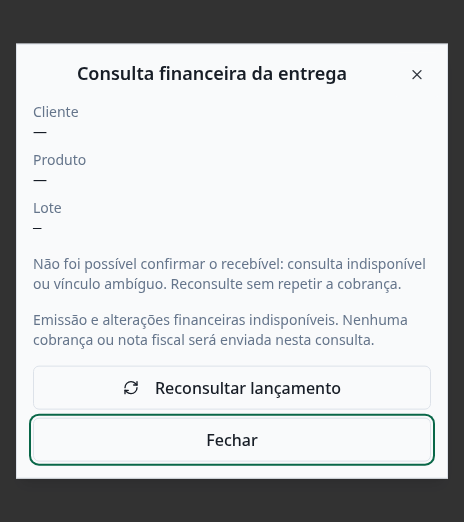 Consulta financeira da entrega
Cliente
—
Produto
—
Lote
—
Não foi possível confirmar o recebível: consulta indisponível
ou vínculo ambíguo. Reconsulte sem repetir a cobrança.
Emissão e alterações financeiras indisponíveis. Nenhuma
cobrança ou nota fiscal será enviada nesta consulta.
Reconsultar lançamento
Fechar